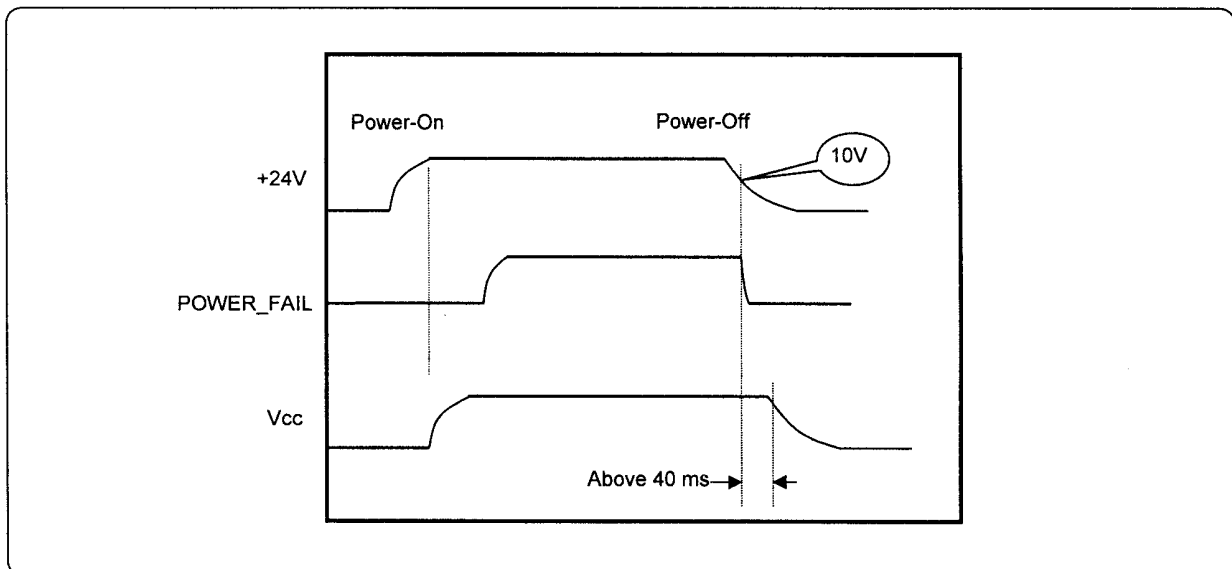 Power-On
Power-Off
10V
+24V
POWER_FAIL
Vcc
Above 40 ms